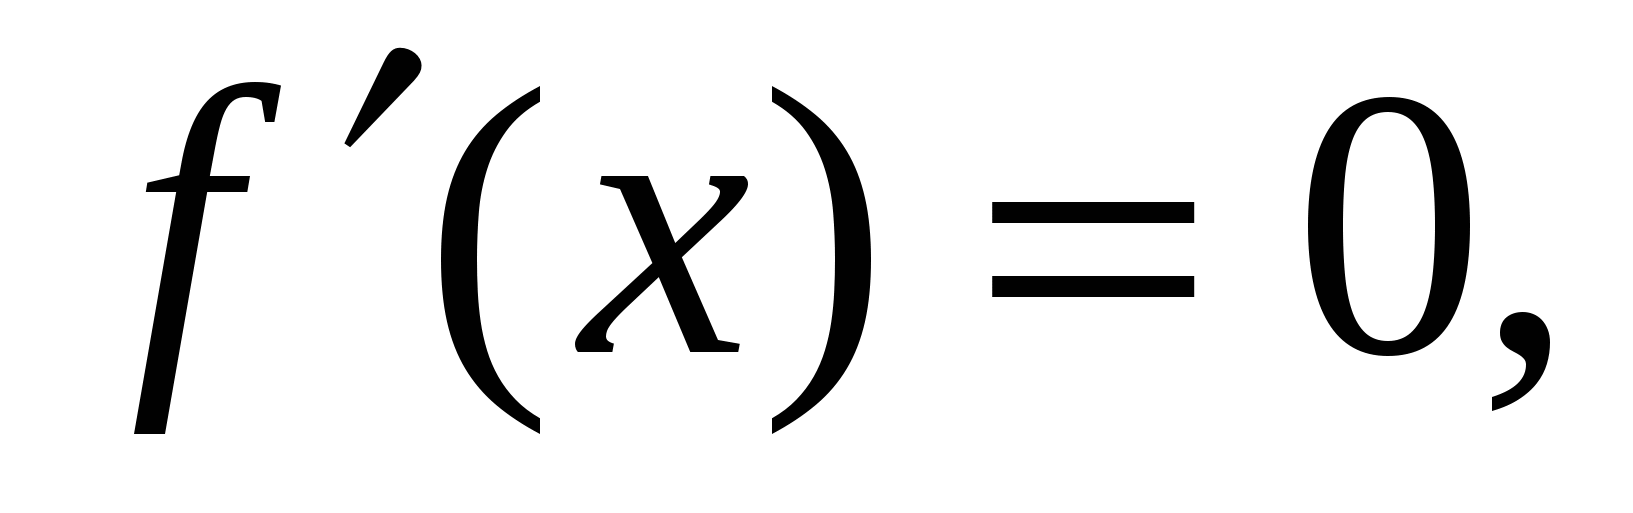 f′(x) = 0,